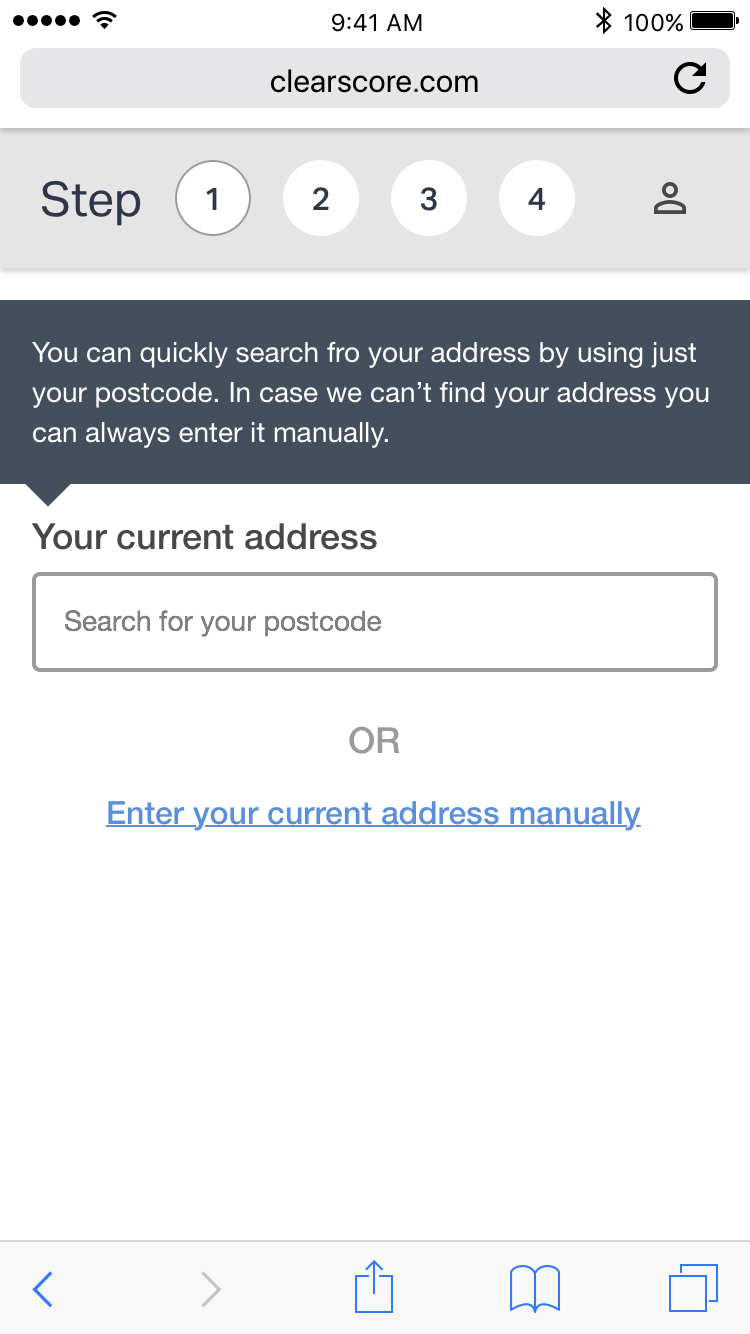 9:41 AM
100%
clearscore.com
Step 1 2 3 4
You can quickly search fro your address by using just
your postcode. In case we can’t find your address you
can always enter it manually.
Your current address
Search for your postcode
OR
Enter your current address manually